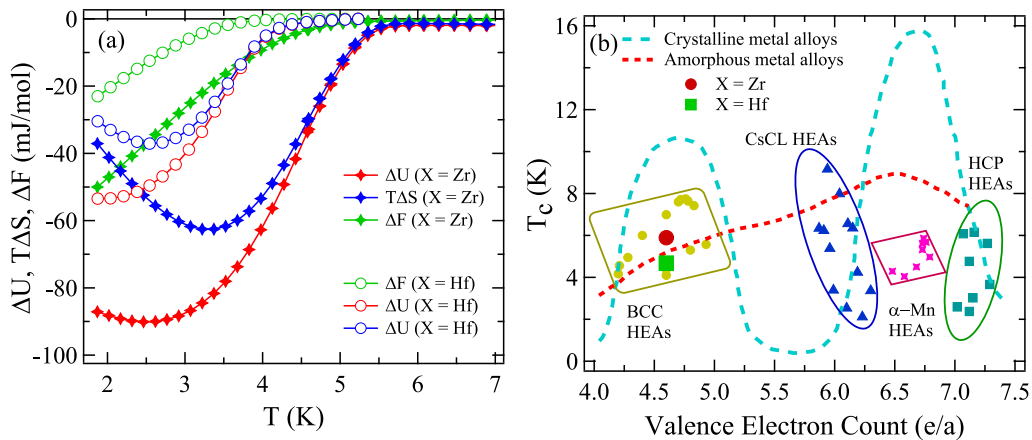 (a)
ΔU, TΔS, ΔF (mJ/mol)
0
-20
-40
-60
-80
-100
ΔU (X = Zr)
TΔS (X = Zr)
ΔF (X = Zr)
ΔF (X = Hf)
ΔU (X = Hf)
ΔU (X = Hf)
2
3
4
5
6
7
T (K)
(b)
Crystalline metal alloys
Amorphous metal alloys
X = Zr
X = Hf
CsCL HEAs
HCP
HEAs
BCC
HEAs
α−Mn
HEAs
Tc (K)
16
12
8
4
0
4.0
4.5
5.0
5.5
6.0
6.5
7.0
7.5
Valence Electron Count (e/a)